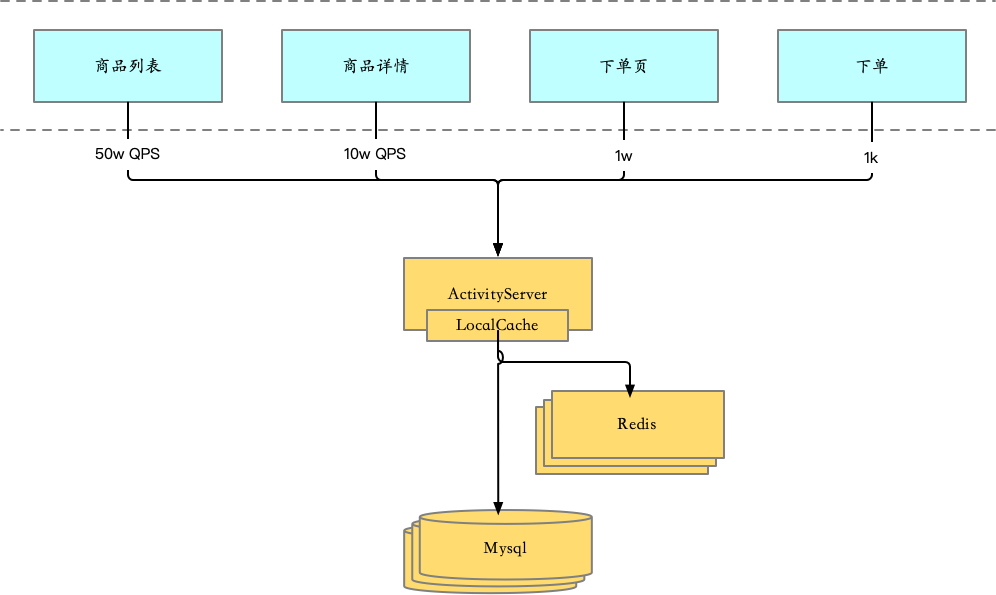 商品列表
商品详情
下单页
下单
50w QPS
10w QPS
1w
1k
ActivityServer
LocalCache
Redis
Mysql